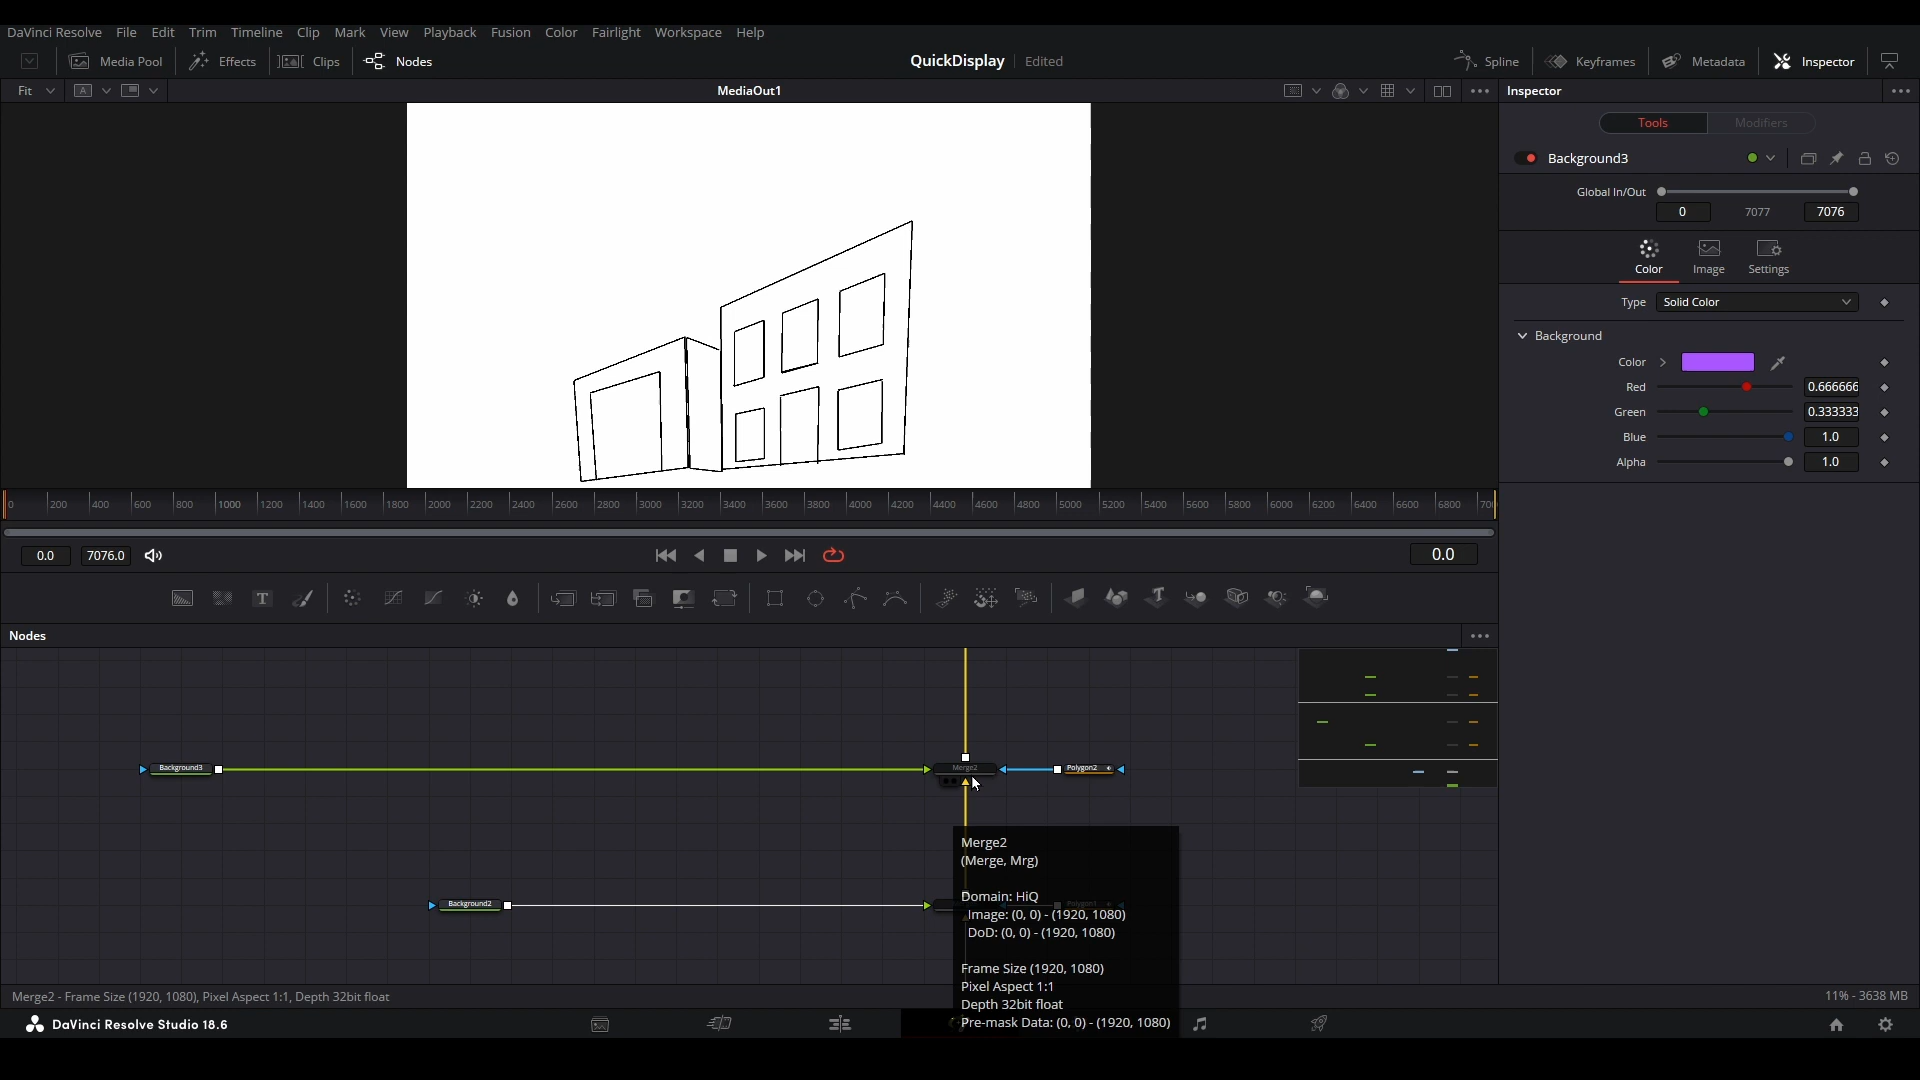 DaVinci Resolve File Edit Trim Timeline Clip Mark View Playback Fusion Color Fairlight Workspace Help
Media Pool Effects Clips Nodes QuickDisplay Edited Spline Keyframes Metadata Inspector
Fit A MediaOut1 Inspector
Tools Modifiers
Background3
Global In/Out
0 7077 7076
Color Image Settings
Type Solid Color
Background
Color
Red 0.666666
Green 0.333333
Blue 1.0
Alpha 1.0
0 200 400 600 800 1000 1200 1400 1600 1800 2000 2200 2400 2600 2800 3000 3200 3400 3600 3800 4000 4200 4400 4600 4800 5000 5200 5400 5600 5800 6000 6200 6400 6600 6800
0.0 7076.0 0.0
T T
Nodes
Background3 Merge2 Polygon2
Background2 Polygon1
Merge2
(Merge, Mrg)
Domain: HiQ
Image: (0, 0) - (1920, 1080)
DoD: (0, 0) - (1920, 1080)
Frame Size (1920, 1080)
Pixel Aspect 1:1
Depth 32bit float
Pre-mask Data: (0, 0) - (1920, 1080)
Merge2 - Frame Size (1920, 1080), Pixel Aspect 1:1, Depth 32bit float 11% - 3638 MB
DaVinci Resolve Studio 18.6